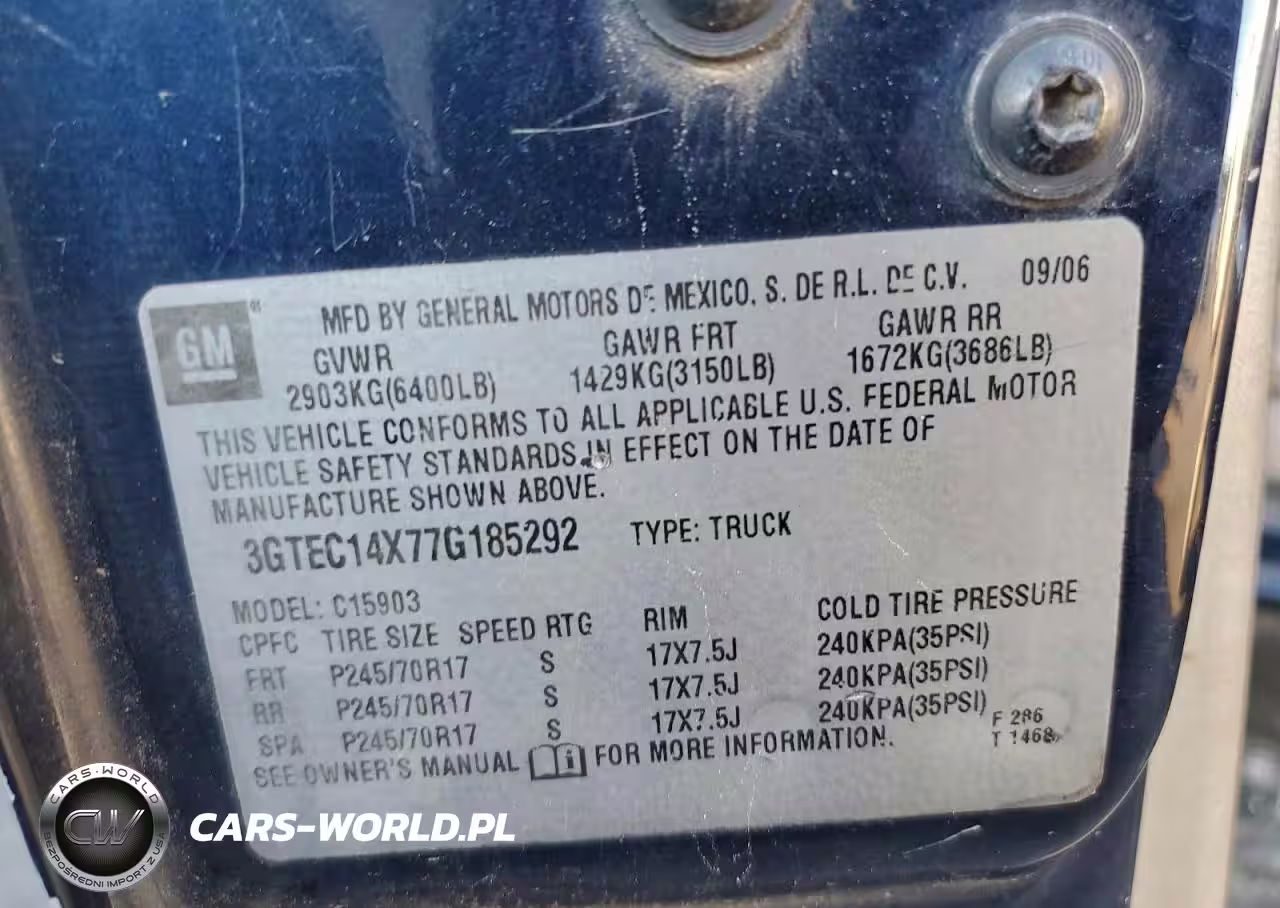 GM
MFD BY GENERAL MOTORS DE MEXICO, S. DE R.L. DE C.V. 09/06
GVWR GAWR FRT GAWR RR
2903KG(6400LB) 1429KG(3150LB) 1672KG(3686LB)
THIS VEHICLE CONFORMS TO ALL APPLICABLE U.S. FEDERAL MOTOR
VEHICLE SAFETY STANDARDS IN EFFECT ON THE DATE OF
MANUFACTURE SHOWN ABOVE.
3GTEC14X77G185292 TYPE: TRUCK
MODEL: C15903
CPFC TIRE SIZE SPEED RTG RIM COLD TIRE PRESSURE
FRT P245/70R17 S 17X7.5J 240KPA(35PSI)
RR P245/70R17 S 17X7.5J 240KPA(35PSI)
SPA P245/70R17 S 17X7.5J 240KPA(35PSI)
F 286
T 1468
SEE OWNER'S MANUAL FOR MORE INFORMATION.
CARS-WORLD
CW
BEZPOŚREDNI IMPORT Z USA
CARS-WORLD.PL